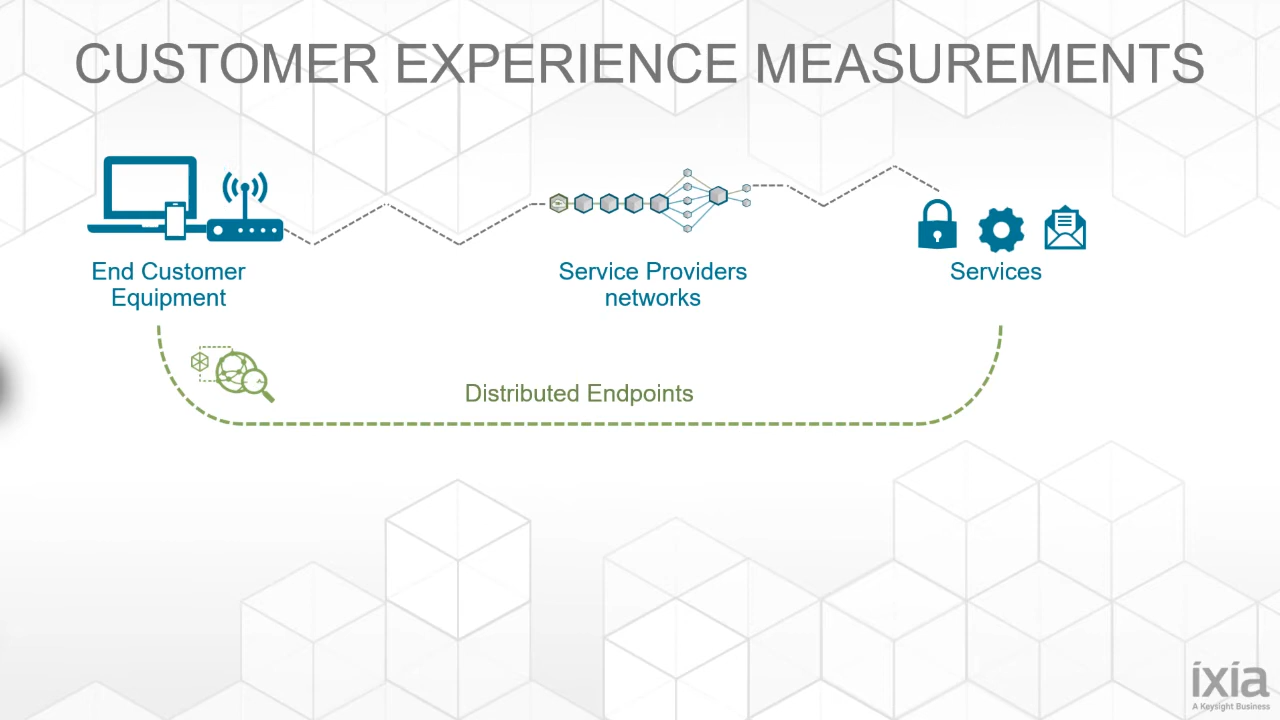 CUSTOMER EXPERIENCE MEASUREMENTS
End Customer
Equipment
Service Providers
networks
Services
Distributed Endpoints
ixia
A Keysight Business